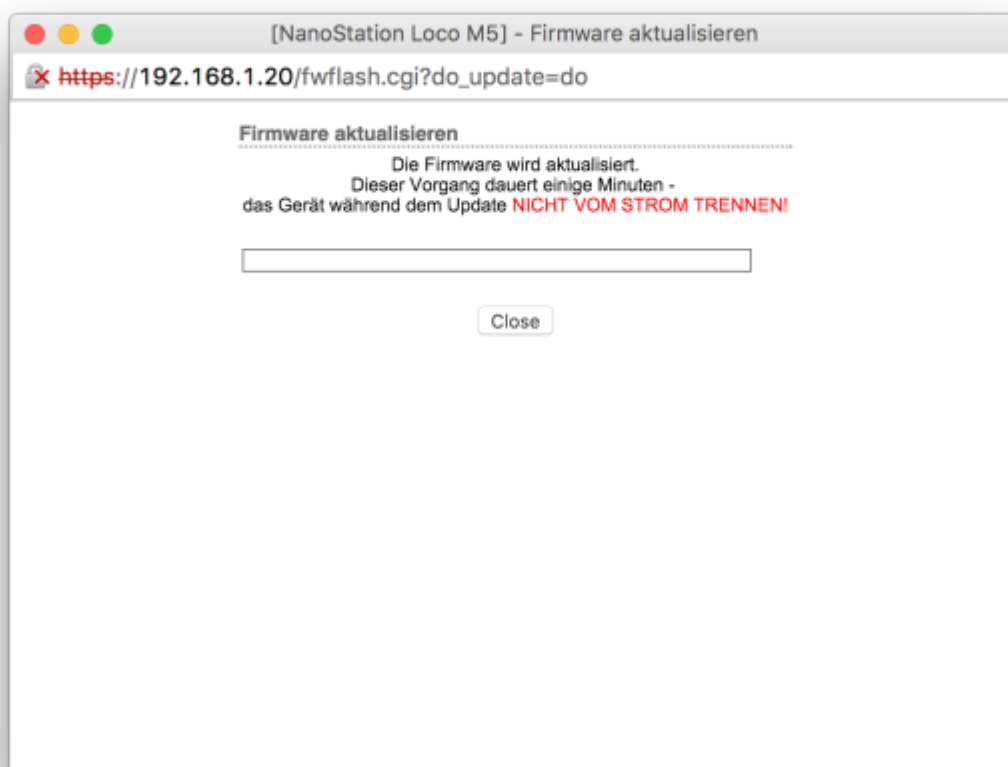 [NanoStation Loco M5] - Firmware aktualisieren
https://192.168.1.20/fwflash.cgi?do_update=do
Firmware aktualisieren
Die Firmware wird aktualisiert.
Dieser Vorgang dauert einige Minuten -
das Gerät während dem Update NICHT VOM STROM TRENNEN!
Close